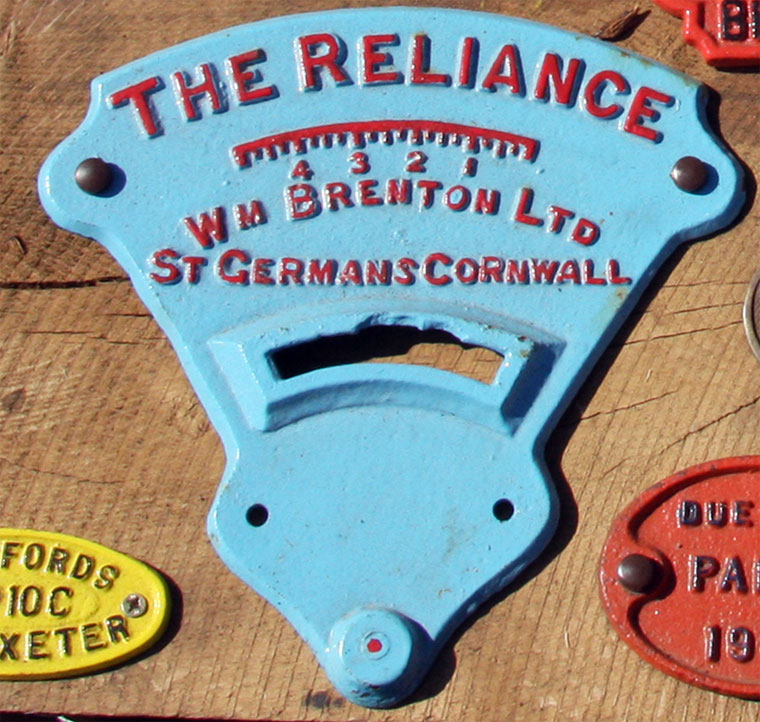 THE RELIANCE
4 3 2 1
WM BRENTON LTD
ST GERMANS CORNWALL
FORDS
10C
XETER
DUE
PA
19